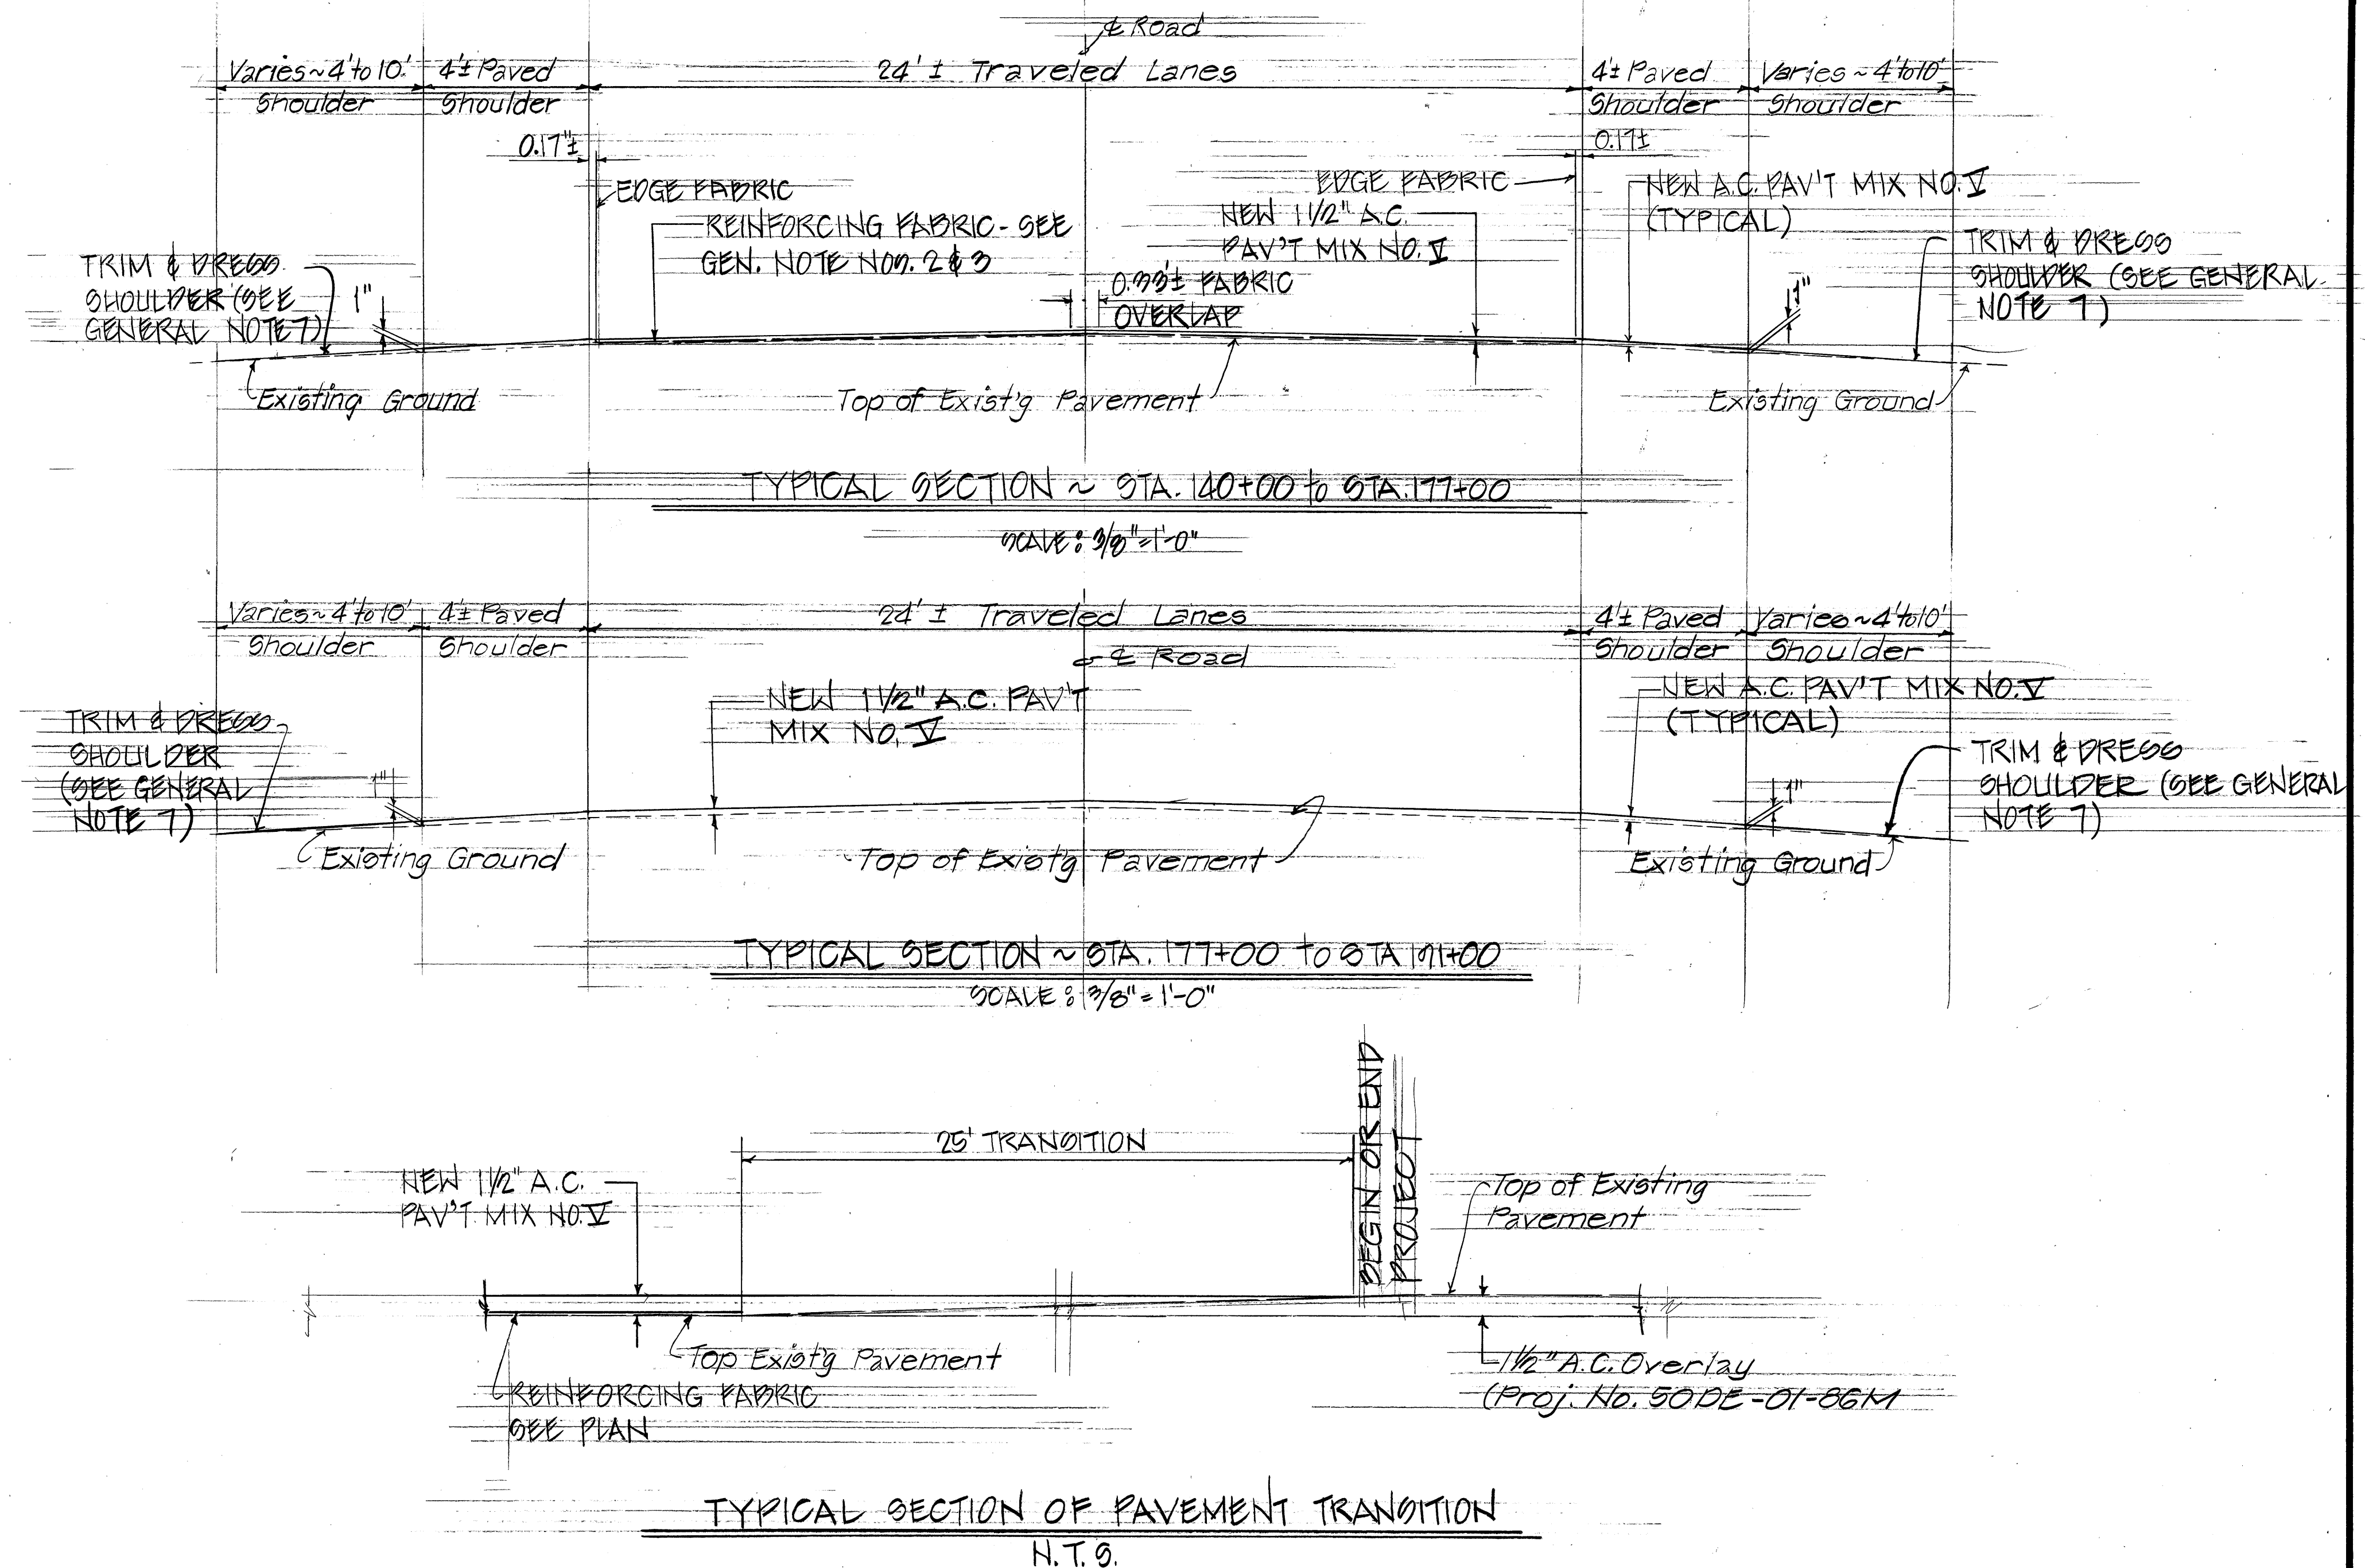 ℄ Road
Varies ~ 4' to 10' Shoulder
4'± Paved Shoulder
24' ± Traveled Lanes
4'± Paved Shoulder
Varies ~ 4' to 10' Shoulder
0.17'±
0.17±
EDGE FABRIC
EDGE FABRIC
REINFORCING FABRIC - SEE
GEN. NOTE NOS. 2 & 3
NEW 1 1/2" A.C.
PAV'T MIX NO. V
NEW A.C. PAV'T MIX NO. V
(TYPICAL)
0.33'± FABRIC
OVERLAP
TRIM & DRESS
SHOULDER (SEE
GENERAL NOTE 7)
1"
1"
TRIM & DRESS
SHOULDER (SEE GENERAL
NOTE 7)
Existing Ground
Top of Exist'g Pavement
Existing Ground
TYPICAL SECTION ~ STA. 140+00 to STA. 177+00
SCALE: 3/8" = 1'-0"
Varies ~ 4' to 10' Shoulder
4'± Paved Shoulder
24' ± Traveled Lanes
4'± Paved Shoulder
Varies ~ 4' to 10' Shoulder
℄ Road
NEW 1 1/2" A.C. PAV'T
MIX NO. V
NEW A.C. PAV'T MIX NO. V
(TYPICAL)
TRIM & DRESS
SHOULDER
(SEE GENERAL
NOTE 7)
1"
1"
TRIM & DRESS
SHOULDER (SEE GENERAL
NOTE 7)
Existing Ground
Top of Exist'g Pavement
Existing Ground
TYPICAL SECTION ~ STA. 177+00 to STA 191+00
SCALE: 3/8" = 1'-0"
25' TRANSITION
BEGIN OR END
PROJECT
NEW 1 1/2" A.C.
PAV'T. MIX NO. V
Top of Existing
Pavement
Top Exist'g Pavement
REINFORCING FABRIC
SEE PLAN
1 1/2" A.C. Overlay
(Proj. No. 50DE-01-86M
TYPICAL SECTION OF PAVEMENT TRANSITION
N.T.S.